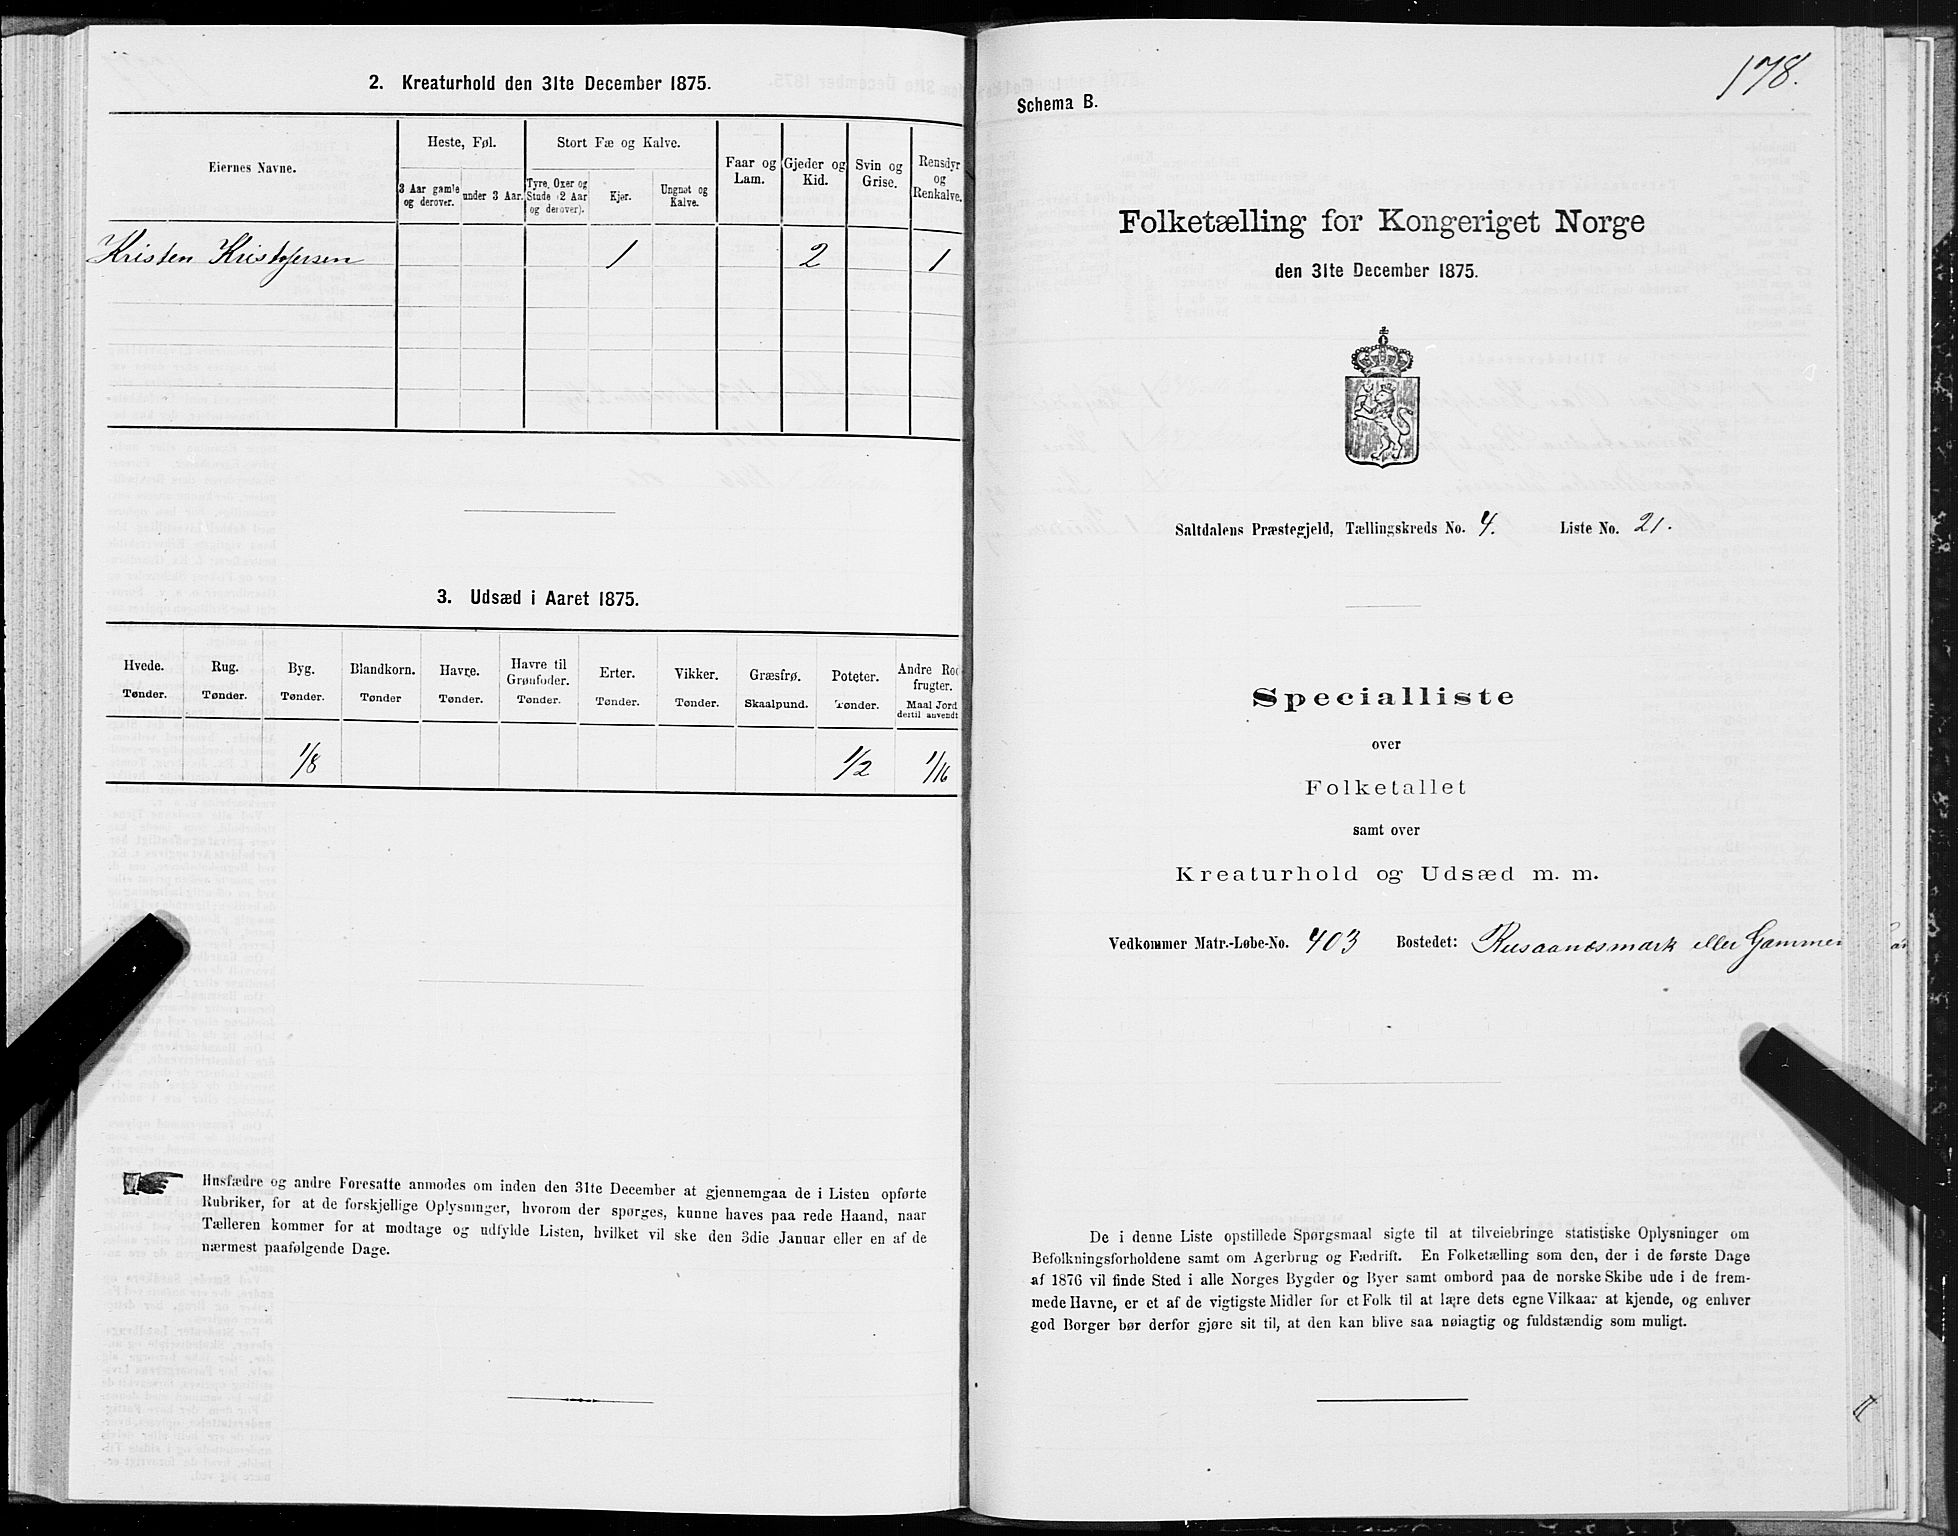 2. Kreaturhold den 31te December 1875.
Eiernes Navne.
Heste, Føl.
Stort Fæ og Kalve.
Faar og
Lam.
Gjeder og
Kid.
Svin og
Grise.
Rensdyr
og
Renkalve.
3 Aar gamle
og derover.
under 3 Aar.
Tyre, Oxer og
Stude (2 Aar
og derover).
Kjør.
Ungnøt og
Kalve.
Kristen Kristofersen 1 2 1
3. Udsæd i Aaret 1875.
Hvede.
Tønder.
Rug.
Tønder.
Byg.
Tønder.
Blandkorn.
Tønder
Havre.
Tønder.
Havre til
Grønfoder.
Tønder.
Erter.
Tønder.
Vikker.
Tønder.
Græsfrø.
Skaalpund.
Poteter.
Tønder.
Andre Rod
frugter.
Maal Jord
dertil anvendt
1/8 1/2 1/16
Husfædre og andre Foresatte anmodes om inden den 31te December at gjennemgaa de i Listen opførte
Rubriker, for at de forskjellige Oplysninger, hvorom der spørges, kunne haves paa rede Haand, naar
Tælleren kommer for at modtage og udfylde Listen, hvilket vil ske den 3die Januar eller en af de
nærmest paafølgende Dage.
178.
Schema B.
Folketælling for Kongeriget Norge
den 31te December 1875.
Saltdalens Præstegjeld, Tællingskreds No. 4. Liste No. 21.
Specialliste
over
Folketallet
samt over
Kreaturhold og Udsæd m. m.
Vedkommer Matr.-Løbe-No. 403 Bostedet: Rusaanesmark eller Gammer
De i denne Liste opstillede Spørgsmaal sigte til at tilveiebringe statistiske Oplysninger om
Befolkningsforholdene samt om Agerbrug og Fædrift. En Folketælling som den, der i de første Dage
af 1876 vil finde Sted i alle Norges Bygder og Byer samt ombord paa de norske Skibe ude i de frem-
mede Havne, er et af de vigtigste Midler for et Folk til at lære dets egne Vilkaar at kjende, og enhver
god Borger bør derfor gjøre sit til, at den kan blive saa nøiagtig og fuldstændig som muligt.